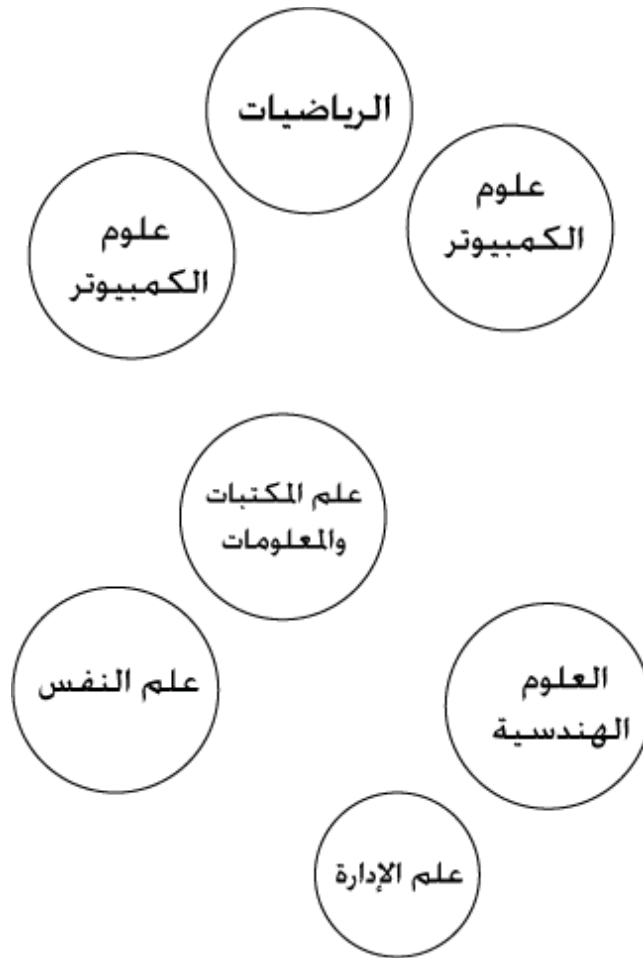 الرياضيات
علوم
الكمبيوتر
علوم
الكمبيوتر
علم المكتبات
والمعلومات
علم النفس
العلوم
الهندسية
علم الإدارة